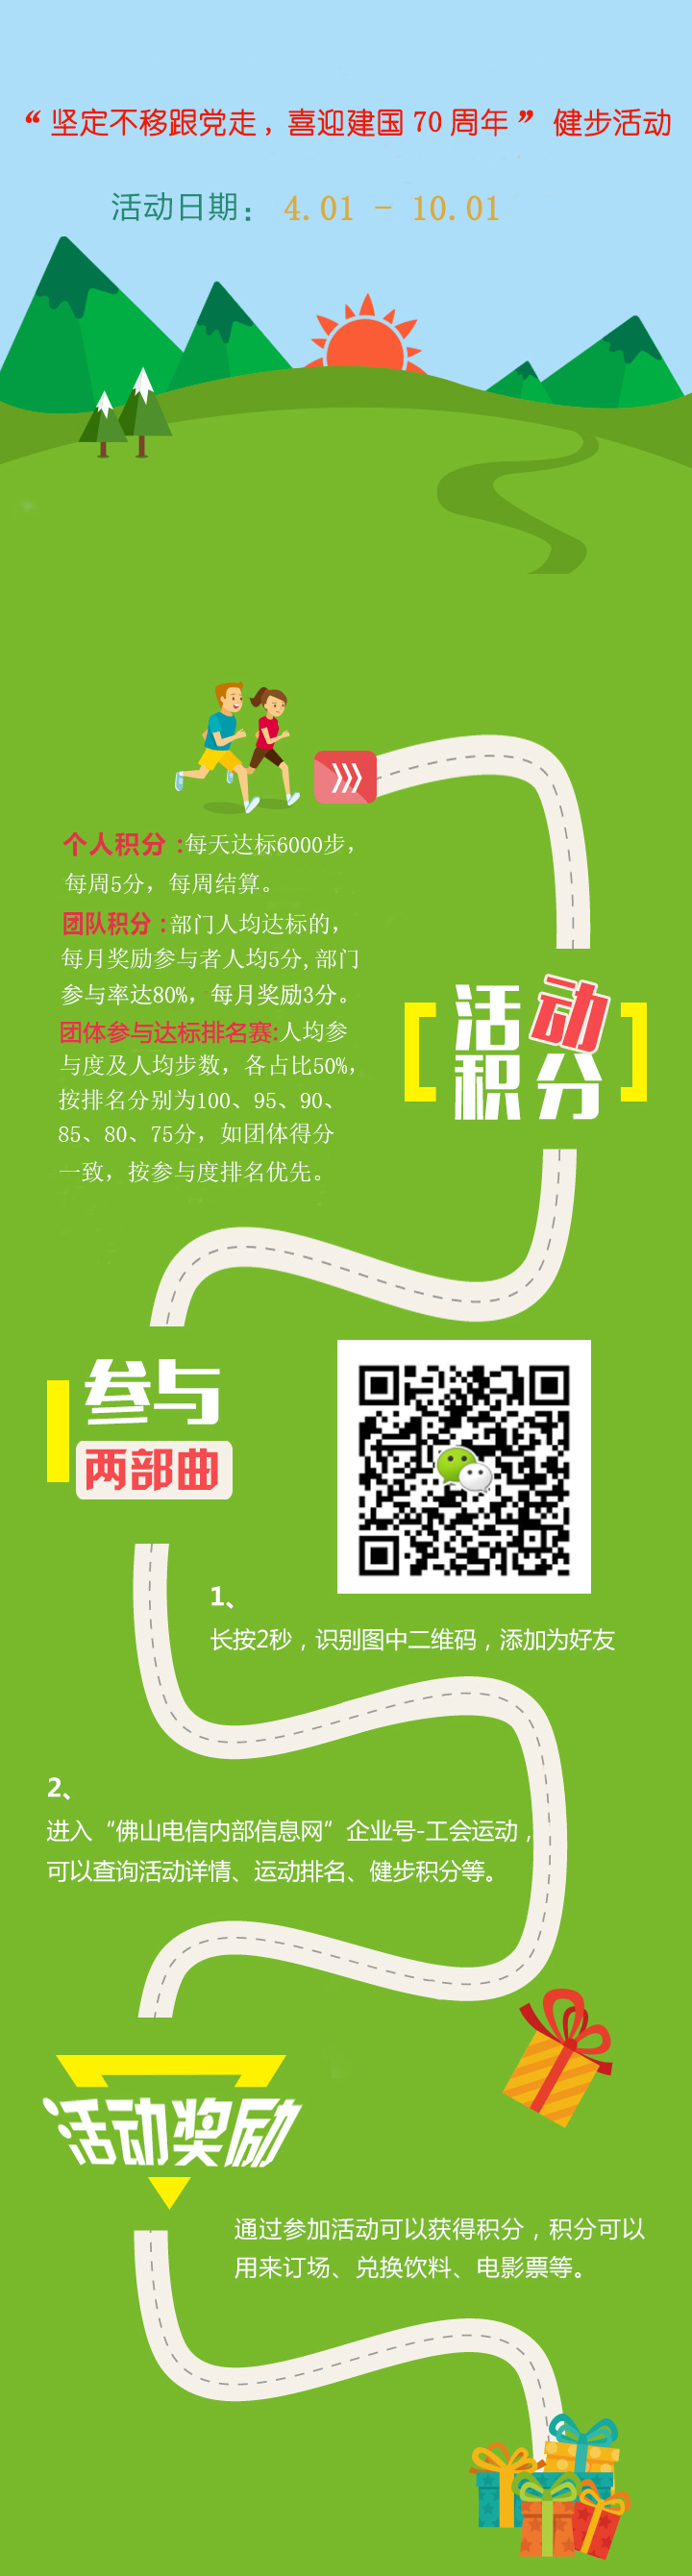 “坚定不移跟党走，喜迎建国70周年” 健步活动
活动日期： 4.01 - 10.01
个人积分 :每天达标6000步，
每周5分，每周结算。
团队积分 :部门人均达标的，
每月奖励参与者人均5分,部门
参与率达80%，每月奖励3分。
团体参与达标排名赛:人均参
与度及人均步数，各占比50%，
按排名分别为100、95、90、
85、80、75分，如团体得分
一致，按参与度排名优先。
活动
积分
参与
两部曲
1、
长按2秒，识别图中二维码，添加为好友
2、
进入“佛山电信内部信息网”企业号-工会运动，
可以查询活动详情、运动排名、健步积分等。
活动奖励
通过参加活动可以获得积分，积分可以
用来订场、兑换饮料、电影票等。